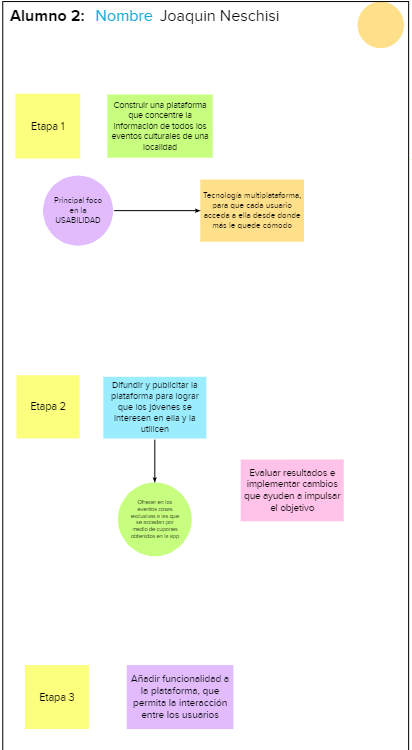 Alumno 2: Nombre Joaquin Neschisi
Etapa 1
Construir una plataforma
que concentre la
información de todos los
eventos culturales de una
localidad
Principal foco
en la
USABILIDAD
Tecnología multiplataforma,
para que cada usuario
acceda a ella desde donde
más le quede cómodo
Etapa 2
Difundir y publicitar la
plataforma para lograr
que los jóvenes se
interesen en ella y la
utilicen
Ofrecer en los
eventos cosas
exclusivas a las que
se acceden por
medio de cupones
obtenidos en la app
Evaluar resultados e
implementar cambios
que ayuden a impulsar
el objetivo
Etapa 3
Añadir funcionalidad a
la plataforma, que
permita la interacción
entre los usuarios